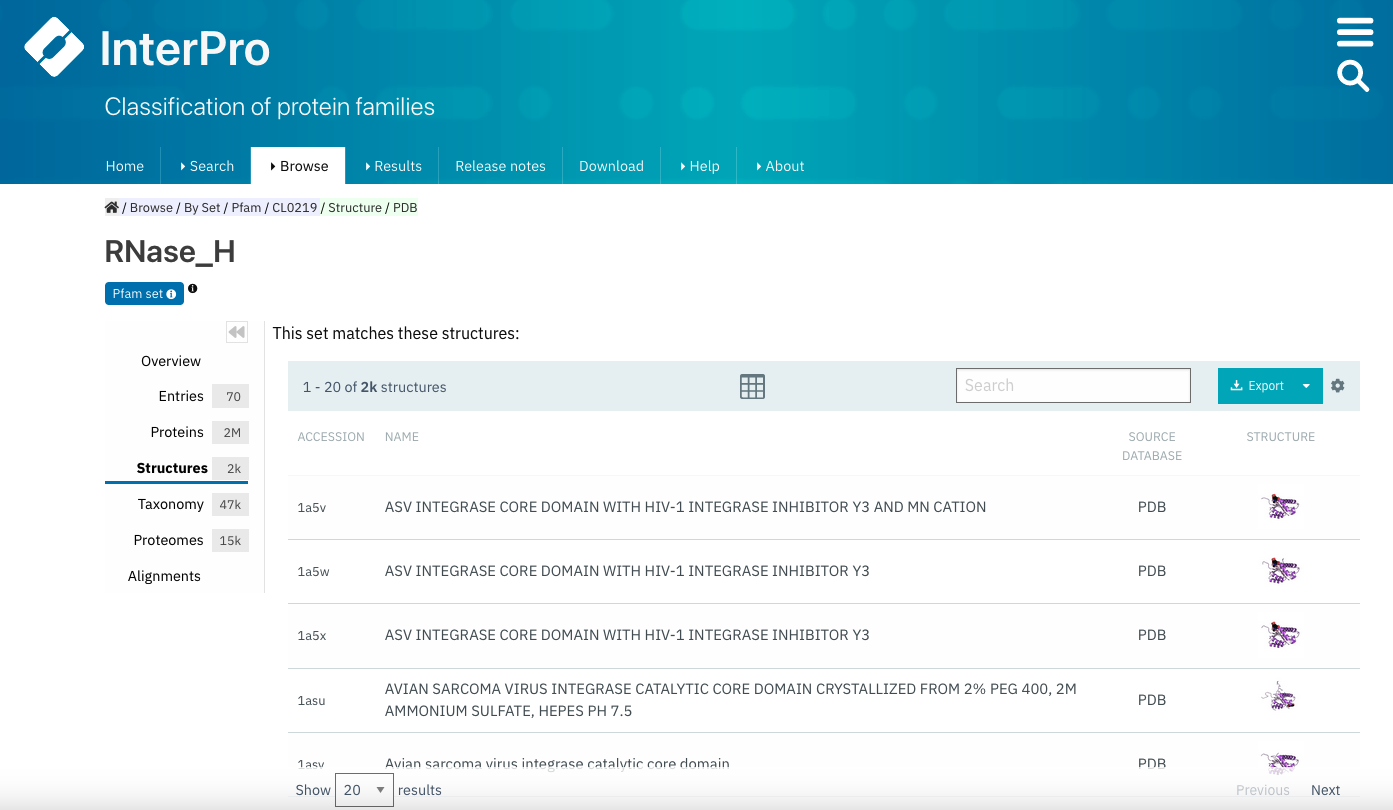 InterPro
Classification of protein families
Home Search Browse Results Release notes Download Help About
/ Browse / By Set / Pfam / CL0219 / Structure / PDB
RNase_H
Pfam set
This set matches these structures:
Overview
Entries 70
Proteins 2M
Structures 2k
Taxonomy 47k
Proteomes 15k
Alignments
1 - 20 of 2k structures
Search
Export
ACCESSION NAME SOURCE DATABASE STRUCTURE
1a5v ASV INTEGRASE CORE DOMAIN WITH HIV-1 INTEGRASE INHIBITOR Y3 AND MN CATION PDB
1a5w ASV INTEGRASE CORE DOMAIN WITH HIV-1 INTEGRASE INHIBITOR Y3 PDB
1a5x ASV INTEGRASE CORE DOMAIN WITH HIV-1 INTEGRASE INHIBITOR Y3 PDB
1asu AVIAN SARCOMA VIRUS INTEGRASE CATALYTIC CORE DOMAIN CRYSTALLIZED FROM 2% PEG 400, 2M
AMMONIUM SULFATE, HEPES PH 7.5 PDB
1asv Avian sarcoma virus integrase catalytic core domain PDB
Show 20 results
Previous Next